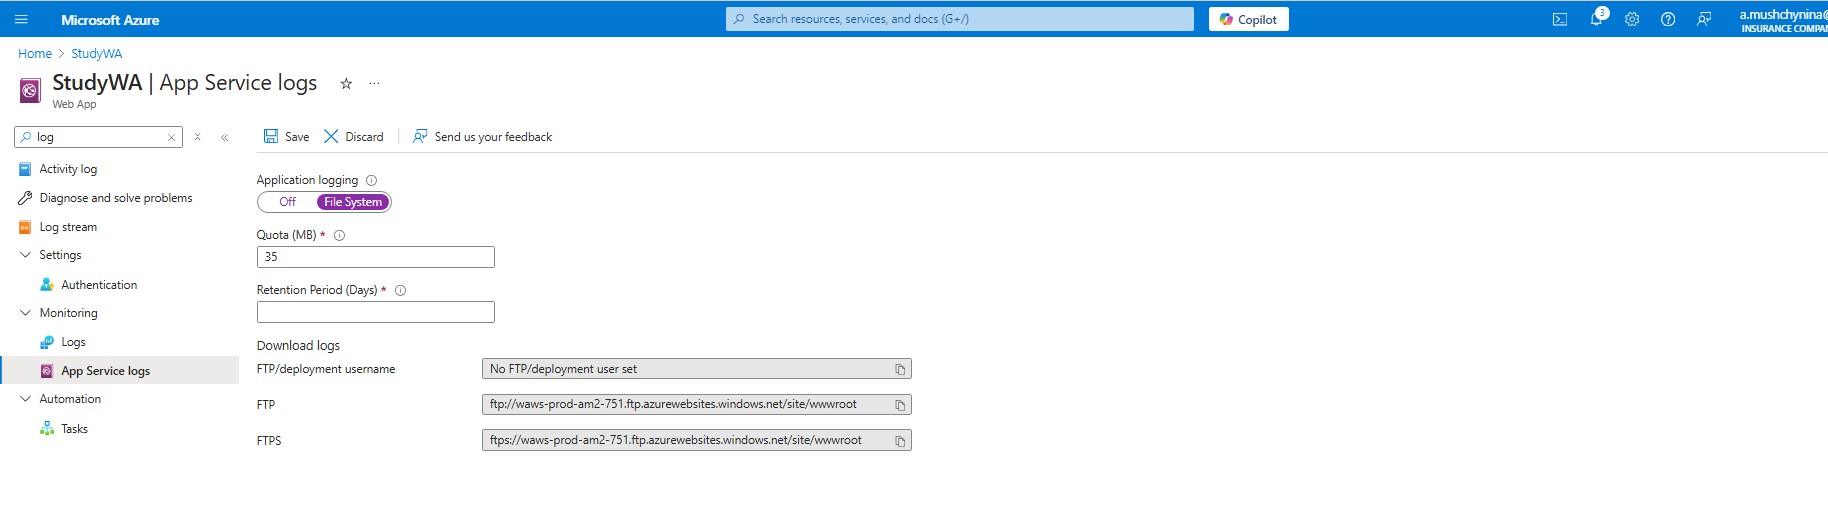 Microsoft Azure
Search resources, services, and docs (G+/)
Copilot
3
a.mushchynina@
INSURANCE COMPAN
Home > StudyWA
StudyWA | App Service logs
Web App
log
Save
Discard
Send us your feedback
Activity log
Diagnose and solve problems
Log stream
Settings
Authentication
Monitoring
Logs
App Service logs
Automation
Tasks
Application logging
Off
File System
Quota (MB) *
35
Retention Period (Days) *
Download logs
FTP/deployment username
No FTP/deployment user set
FTP
ftp://waws-prod-am2-751.ftp.azurewebsites.windows.net/site/wwwroot
FTPS
ftps://waws-prod-am2-751.ftp.azurewebsites.windows.net/site/wwwroot